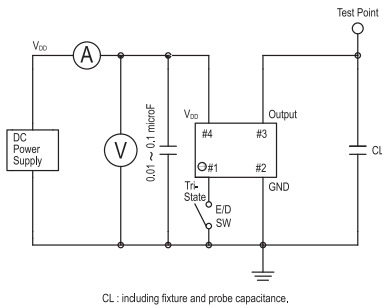 Test Point
VDD
A
DC
Power
Supply
V
0.01 ~ 0.1 microF
VDD
Output
#4
#3
#1
#2
Tri-
State
GND
E/D
SW
CL
CL : including fixture and probe capacitance,